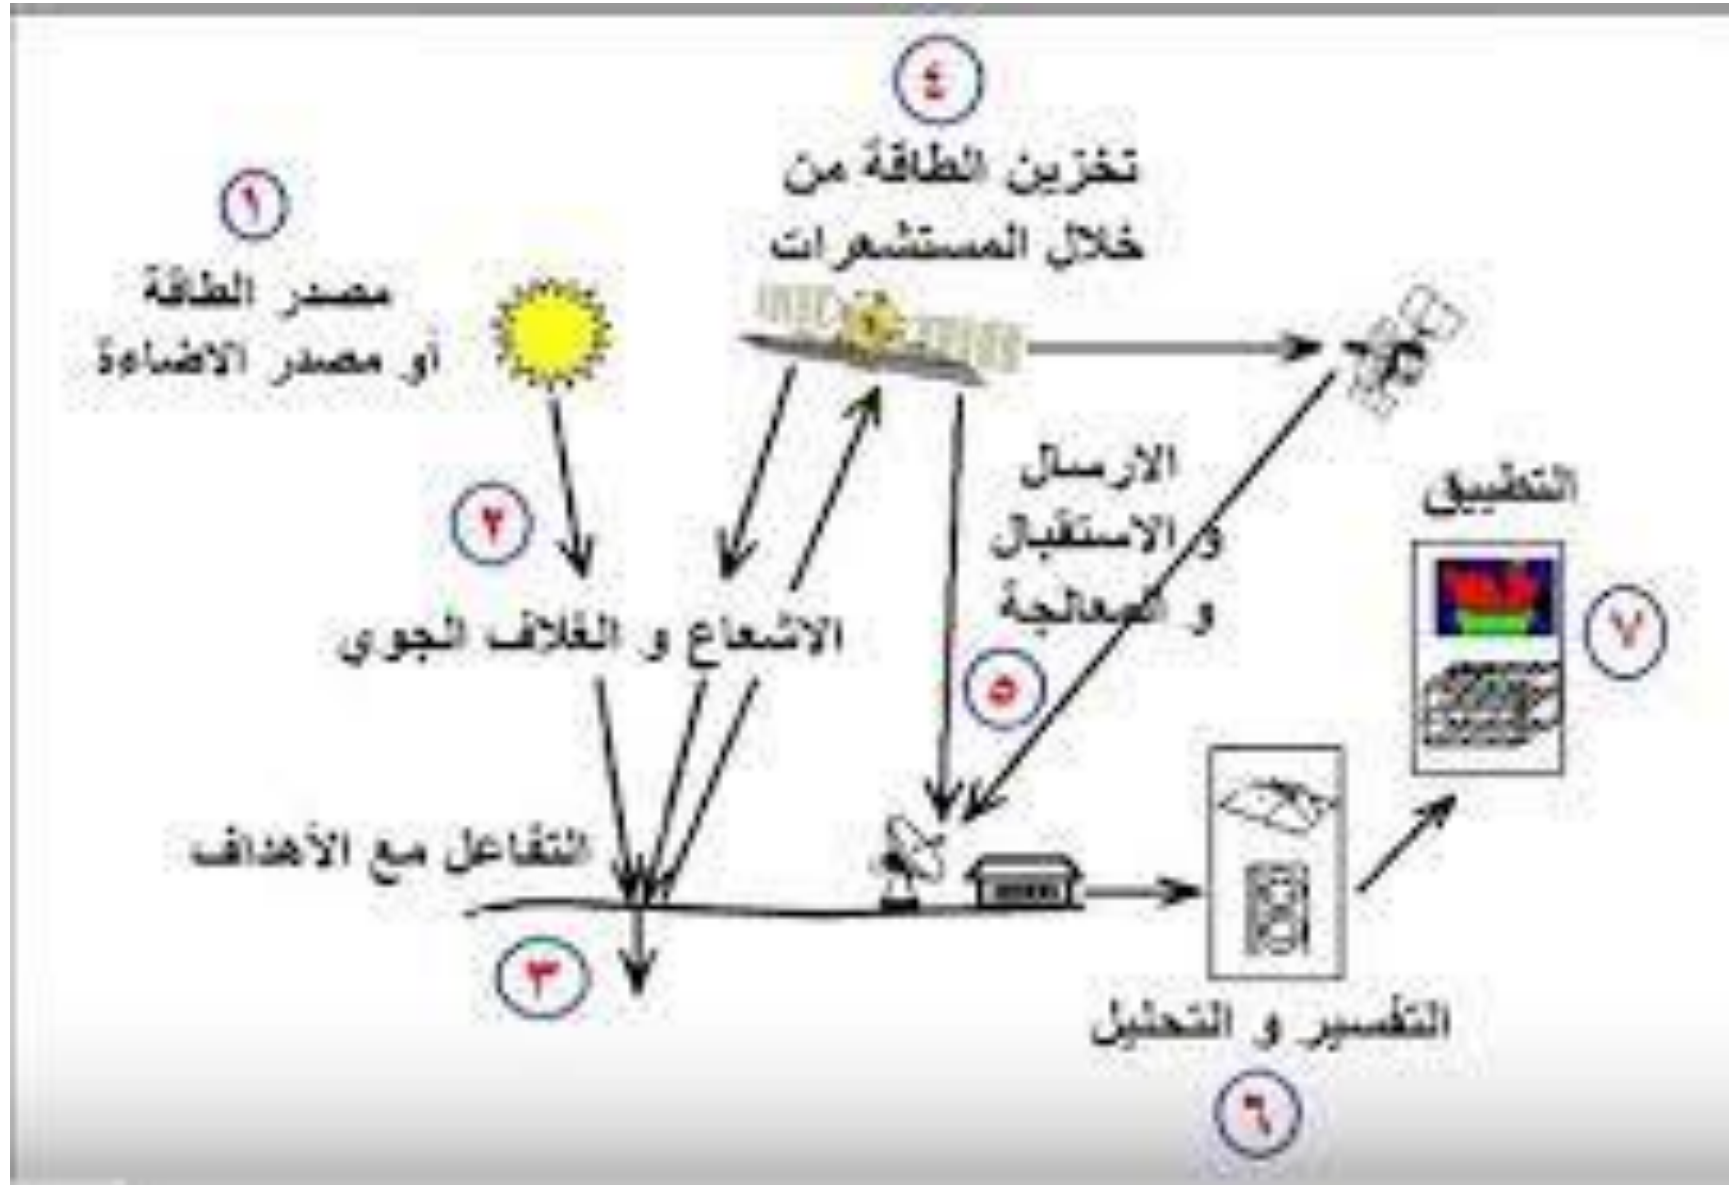 ١
مصدر الطاقة
أو مصدر الاضاءة
٢
الاشعاع و الغلاف الجوي
التفاعل مع الأهداف
٣
٤
تخزين الطاقة من
خلال المستشعرات
الارسال
و الاستقبال
و المعالجة
٥
التفسير و التحليل
٦
التطبيق
٧